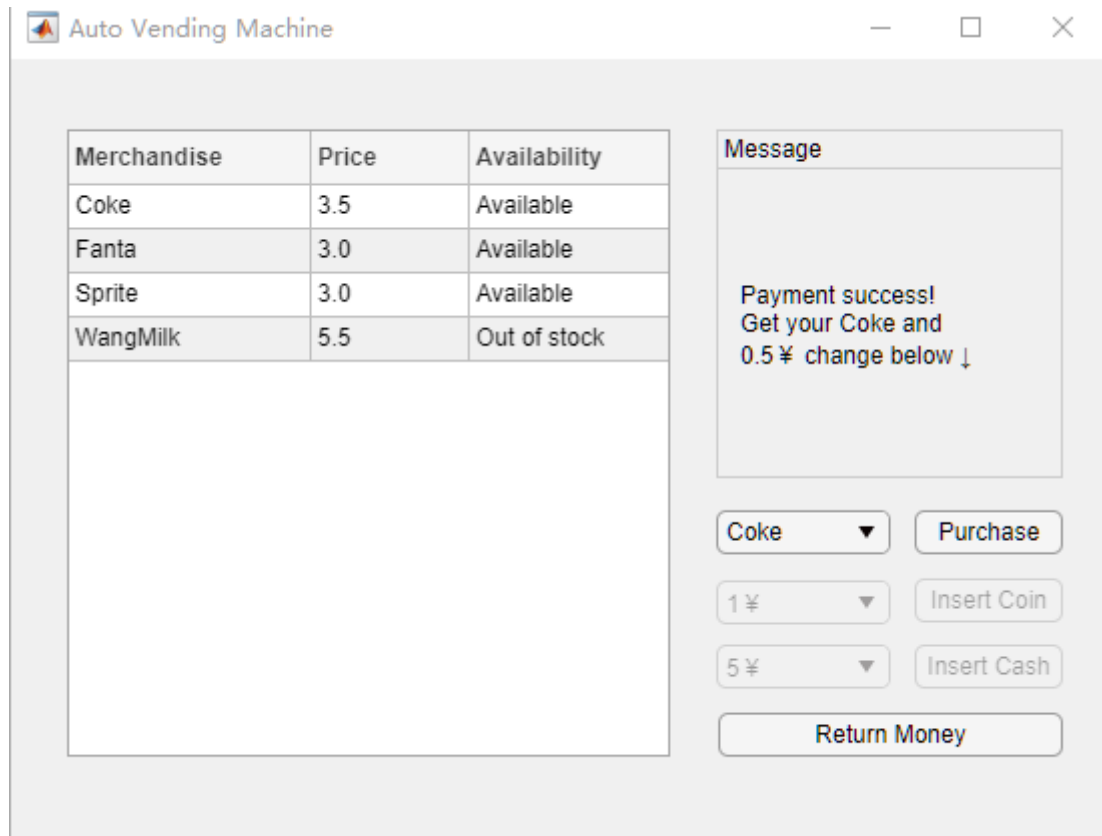 Auto Vending Machine
Merchandise Price Availability
Coke 3.5 Available
Fanta 3.0 Available
Sprite 3.0 Available
WangMilk 5.5 Out of stock
Message
Payment success!
Get your Coke and
0.5 ¥ change below ↓
Coke ▼ Purchase
1 ¥ ▼ Insert Coin
5 ¥ ▼ Insert Cash
Return Money